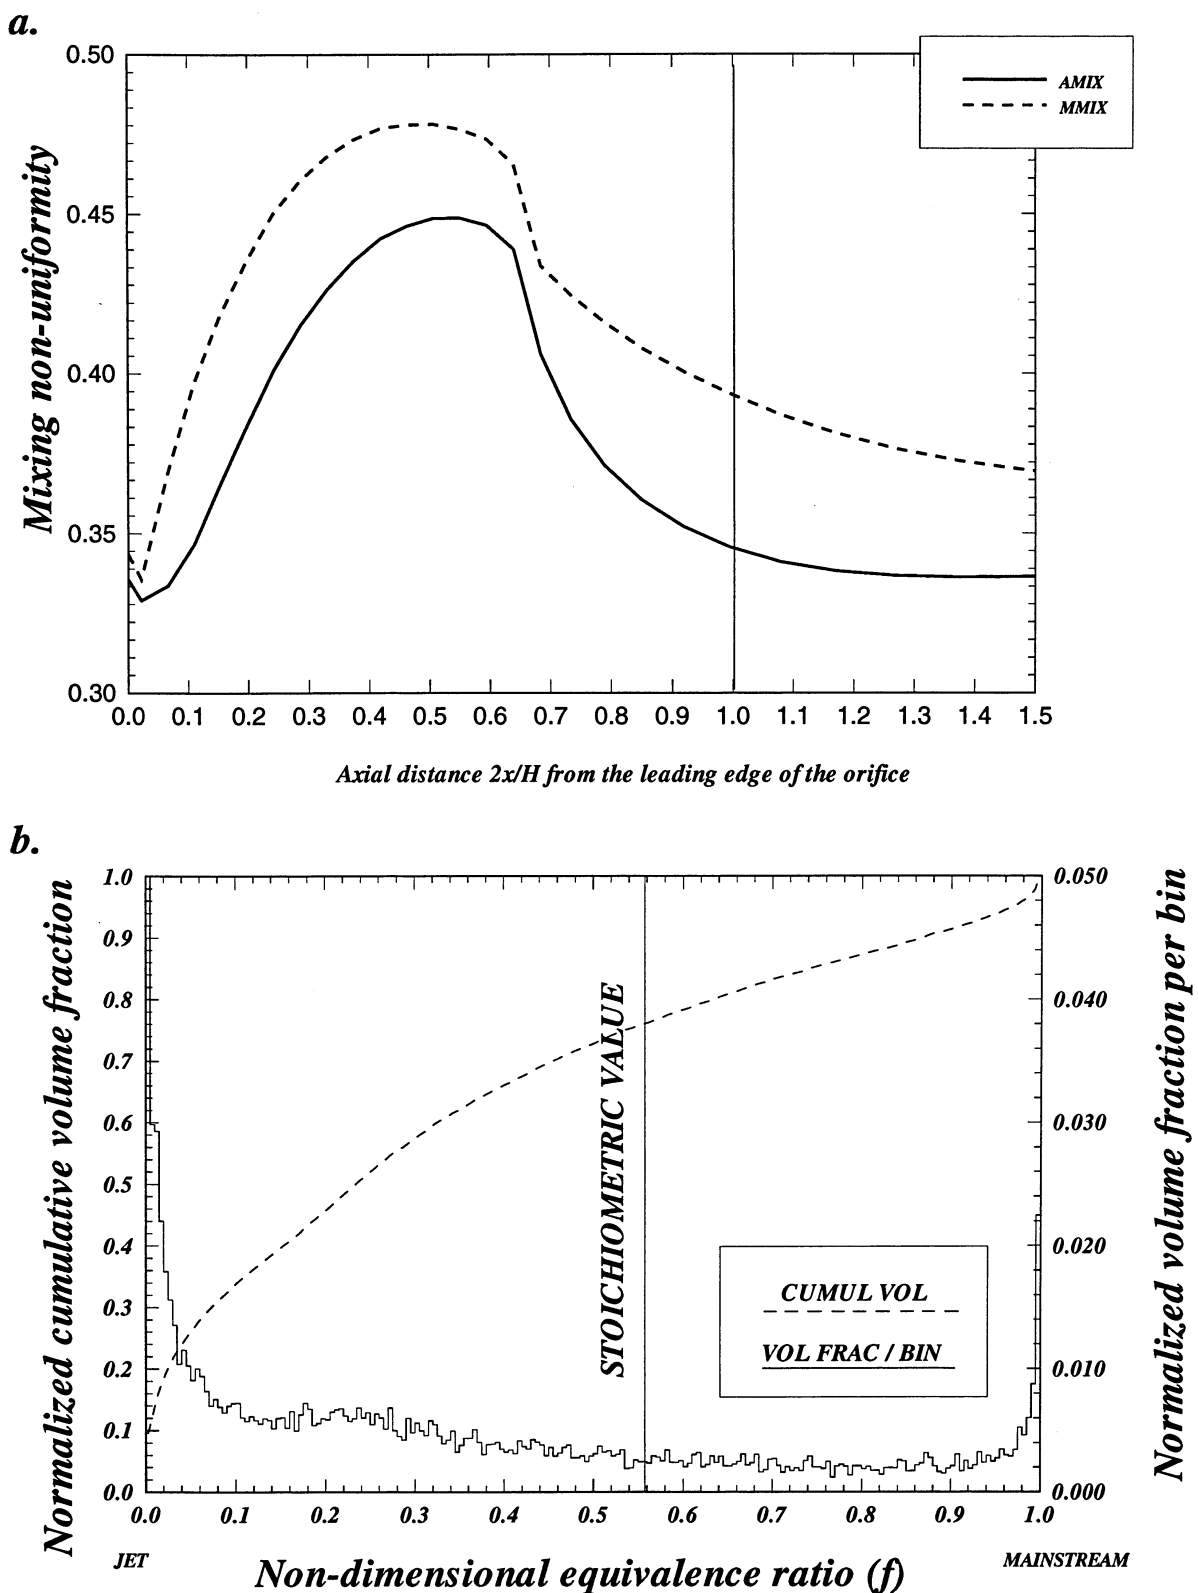 a.
0.50
0.45
0.40
0.35
0.30
Mixing non-uniformity
AMIX
MMIX
0.0 0.1 0.2 0.3 0.4 0.5 0.6 0.7 0.8 0.9 1.0 1.1 1.2 1.3 1.4 1.5
Axial distance 2x/H from the leading edge of the orifice
b.
Normalized cumulative volume fraction
1.0
0.9
0.8
0.7
0.6
0.5
0.4
0.3
0.2
0.1
0.0
STOICHIOMETRIC VALUE
CUMUL VOL
VOL FRAC / BIN
0.050
0.040
0.030
0.020
0.010
0.000
Normalized volume fraction per bin
0.0 0.1 0.2 0.3 0.4 0.5 0.6 0.7 0.8 0.9 1.0
JET
MAINSTREAM
Non-dimensional equivalence ratio (f)